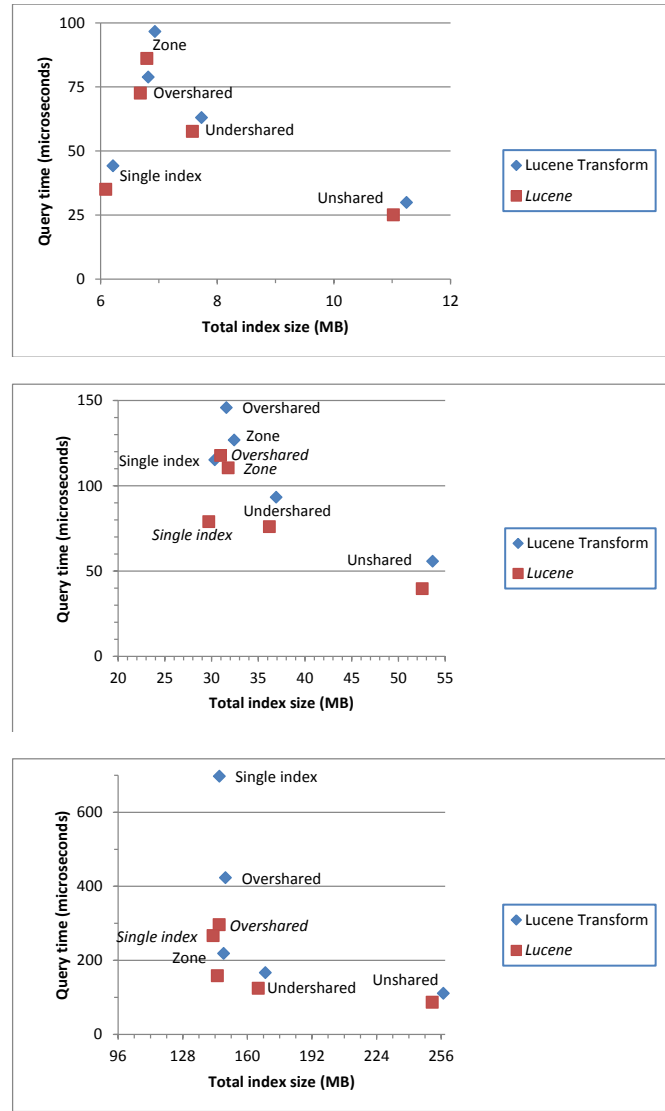 100
75
50
25
0
Query time (microseconds)
Zone
Overshared
Undershared
Single index
Unshared
6 8 10 12
Total index size (MB)
Lucene Transform
Lucene
150
100
50
0
Query time (microseconds)
Overshared
Zone
Single index
Overshared
Zone
Undershared
Single index
Unshared
20 25 30 35 40 45 50 55
Total index size (MB)
Lucene Transform
Lucene
600
400
200
0
Query time (microseconds)
Single index
Overshared
Overshared
Single index
Zone
Undershared
Unshared
96 128 160 192 224 256
Total index size (MB)
Lucene Transform
Lucene